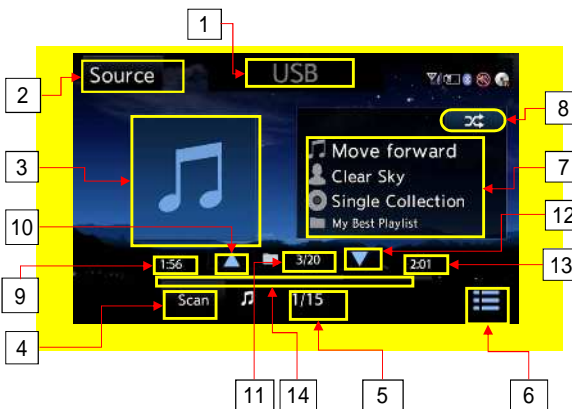 1
Source
USB
2
8
Move forward
Clear Sky
Single Collection
My Best Playlist
3
7
10
12
1:56
3/20
2:01
13
9
Scan
1/15
4
11
14
5
6